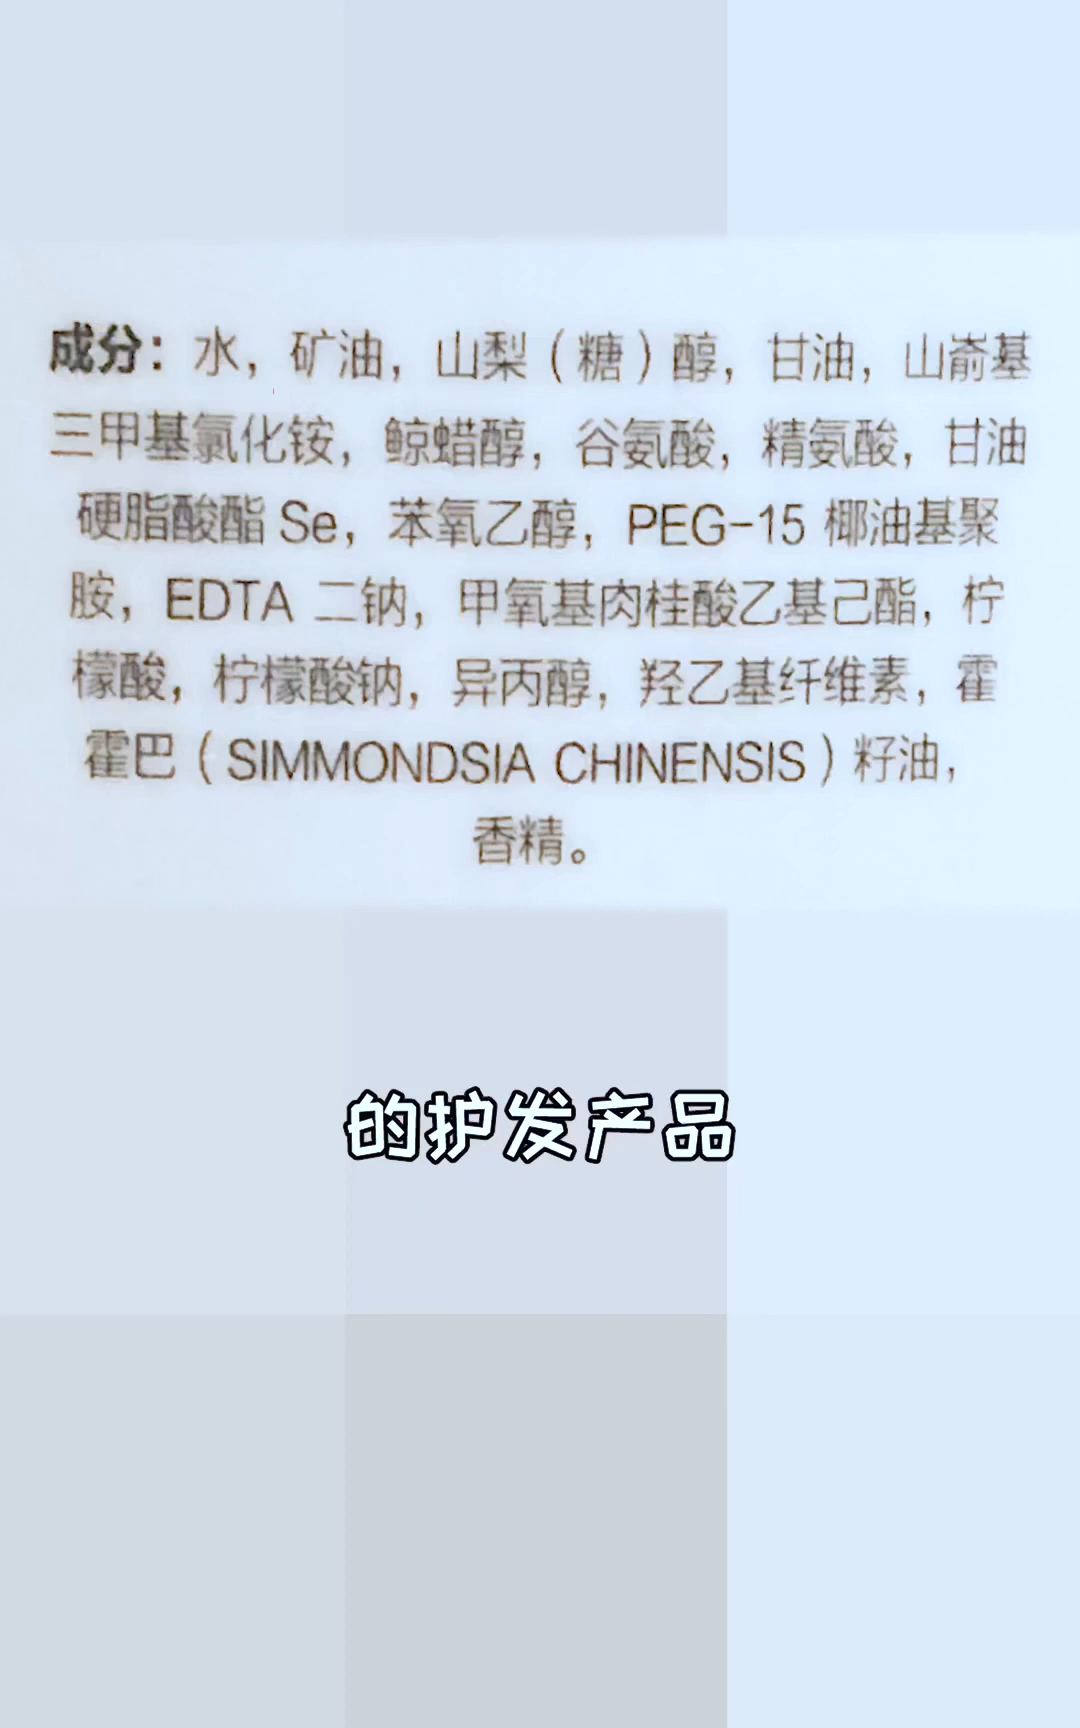 成分：水，矿油，山梨（糖）醇，甘油，山嵛基
三甲基氯化铵，鲸蜡醇，谷氨酸，精氨酸，甘油
硬脂酸酯 Se，苯氧乙醇，PEG-15 椰油基聚
胺，EDTA 二钠，甲氧基肉桂酸乙基己酯，柠
檬酸，柠檬酸钠，异丙醇，羟乙基纤维素，霍
霍巴（SIMMONDSIA CHINENSIS）籽油，
香精。
的护发产品